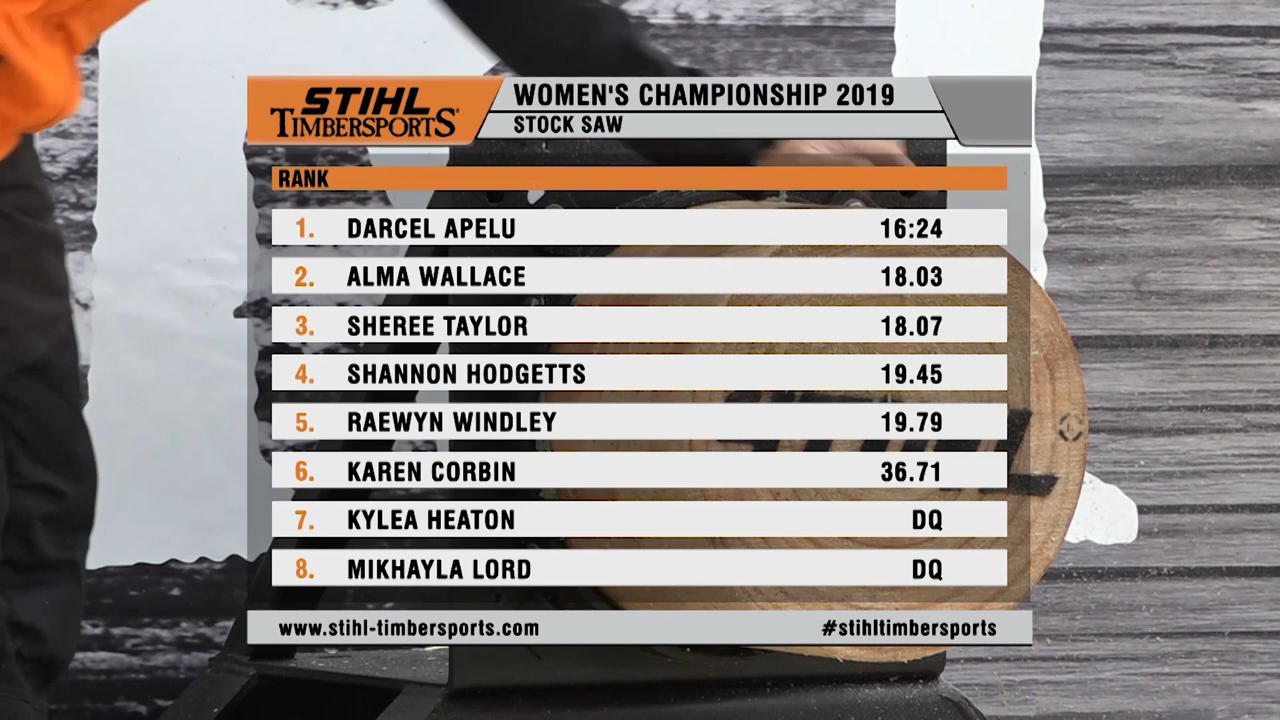 STIHL
TIMBERSPORTS®
WOMEN'S CHAMPIONSHIP 2019
STOCK SAW
RANK
1. DARCEL APELU 16:24
2. ALMA WALLACE 18.03
3. SHEREE TAYLOR 18.07
4. SHANNON HODGETTS 19.45
5. RAEWYN WINDLEY 19.79
6. KAREN CORBIN 36.71
7. KYLEA HEATON DQ
8. MIKHAYLA LORD DQ
www.stihl-timbersports.com #stihltimbersports